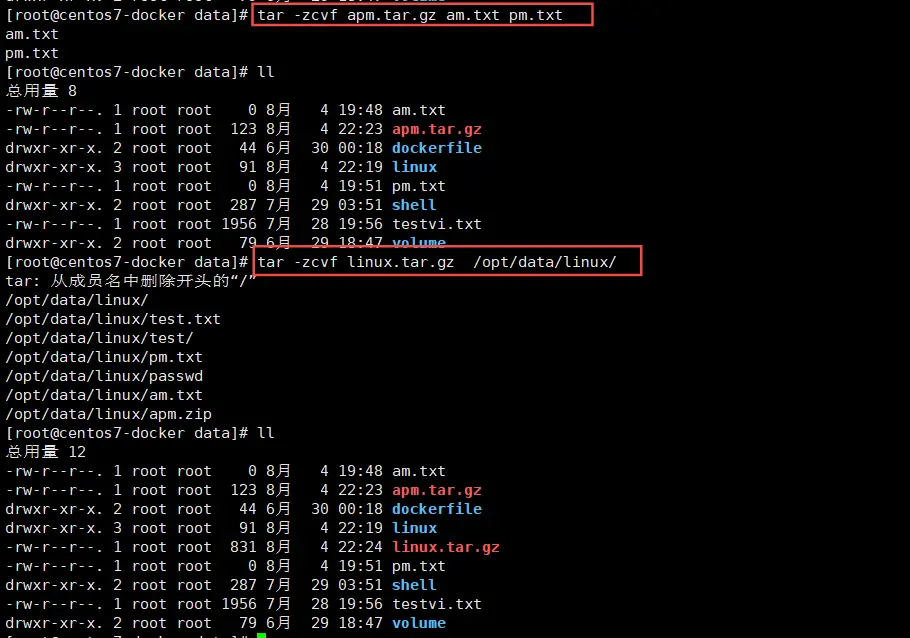 [root@centos7-docker data]# tar -zcvf apm.tar.gz am.txt pm.txt
am.txt
pm.txt
[root@centos7-docker data]# ll
总用量 8
-rw-r--r--. 1 root root    0 8月   4 19:48 am.txt
-rw-r--r--. 1 root root  123 8月   4 22:23 apm.tar.gz
drwxr-xr-x. 2 root root   44 6月  30 00:18 dockerfile
drwxr-xr-x. 3 root root   91 8月   4 22:19 linux
-rw-r--r--. 1 root root    0 8月   4 19:51 pm.txt
drwxr-xr-x. 2 root root  287 7月  29 03:51 shell
-rw-r--r--. 1 root root 1956 7月  28 19:56 testvi.txt
drwxr-xr-x. 2 root root   79 6月  29 18:47 volume
[root@centos7-docker data]# tar -zcvf linux.tar.gz  /opt/data/linux/
tar: 从成员名中删除开头的“/”
/opt/data/linux/
/opt/data/linux/test.txt
/opt/data/linux/test/
/opt/data/linux/pm.txt
/opt/data/linux/passwd
/opt/data/linux/am.txt
/opt/data/linux/apm.zip
[root@centos7-docker data]# ll
总用量 12
-rw-r--r--. 1 root root    0 8月   4 19:48 am.txt
-rw-r--r--. 1 root root  123 8月   4 22:23 apm.tar.gz
drwxr-xr-x. 2 root root   44 6月  30 00:18 dockerfile
drwxr-xr-x. 3 root root   91 8月   4 22:19 linux
-rw-r--r--. 1 root root  831 8月   4 22:24 linux.tar.gz
-rw-r--r--. 1 root root    0 8月   4 19:51 pm.txt
drwxr-xr-x. 2 root root  287 7月  29 03:51 shell
-rw-r--r--. 1 root root 1956 7月  28 19:56 testvi.txt
drwxr-xr-x. 2 root root   79 6月  29 18:47 volume